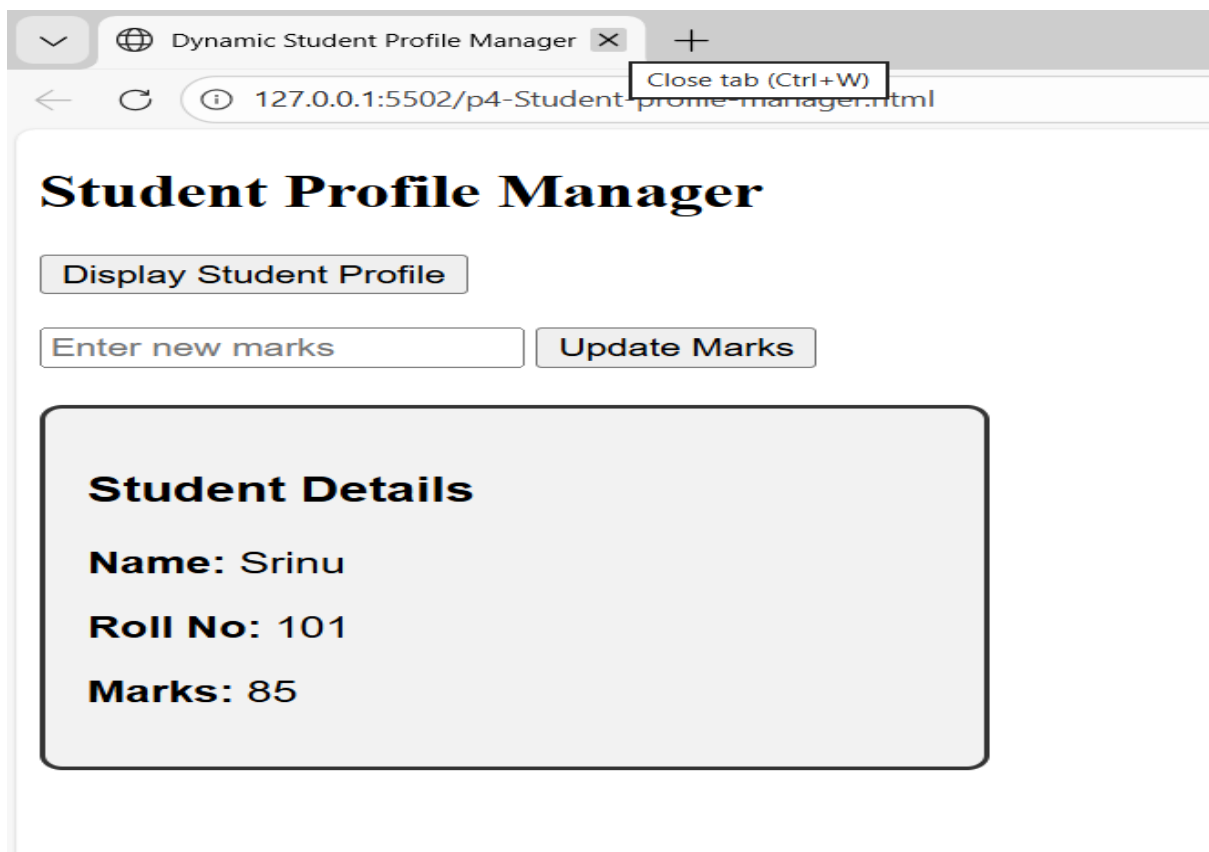 Dynamic Student Profile Manager
Close tab (Ctrl+W)
127.0.0.1:5502/p4-Student-profile-manager.html
Student Profile Manager
Display Student Profile
Enter new marks Update Marks
Student Details
Name: Srinu
Roll No: 101
Marks: 85